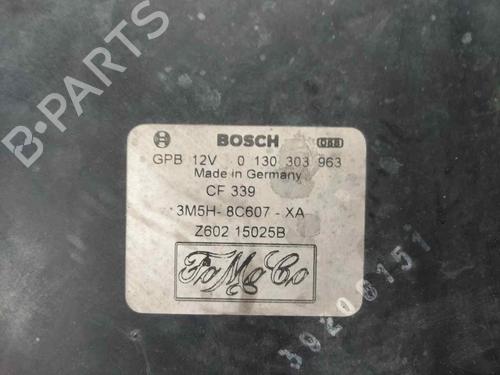 BOSCH
GPB 12V 0 130 303 963
Made in Germany
CF 339
3M5H- 8C607 - XA
Z602 15025B
FoMoCo
30208151
B-PARTS